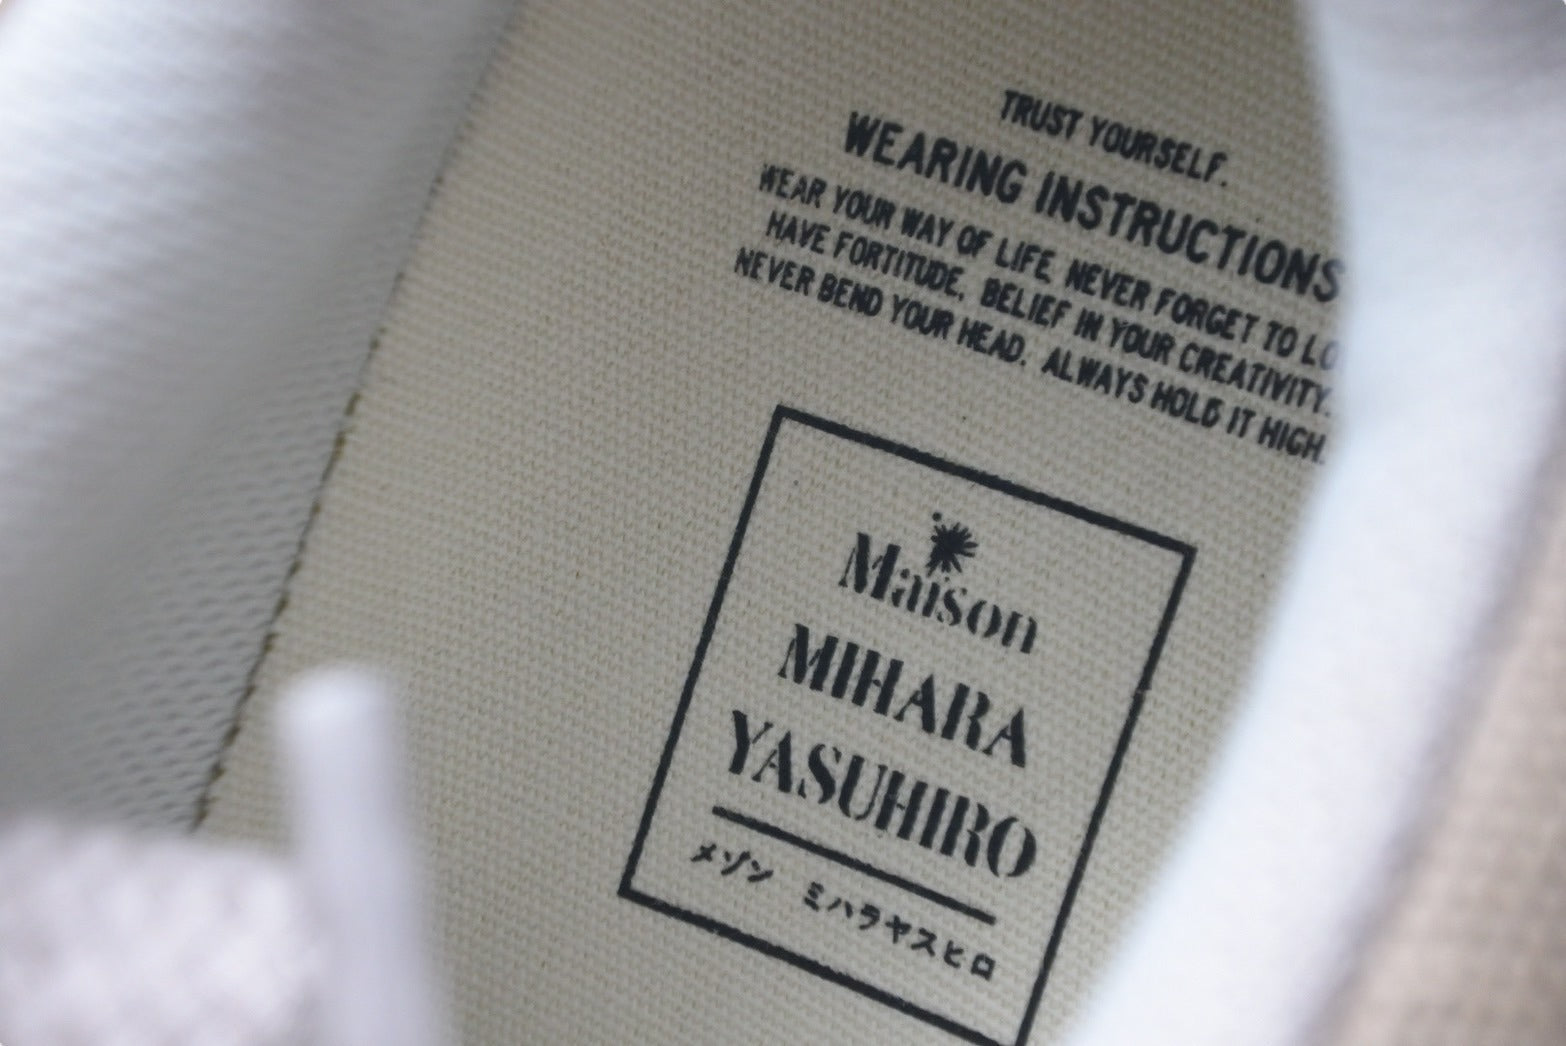 TRUST YOURSELF.
WEARING INSTRUCTIONS
WEAR YOUR WAY OF LIFE, NEVER FORGET TO
HAVE FORTITUDE, BELIEF IN YOUR CREATIVITY.
NEVER BEND YOUR HEAD. ALWAYS HOLD IT HIGH.
Maison
MIHARA
YASUHIRO
メゾン ミハラヤスヒロ